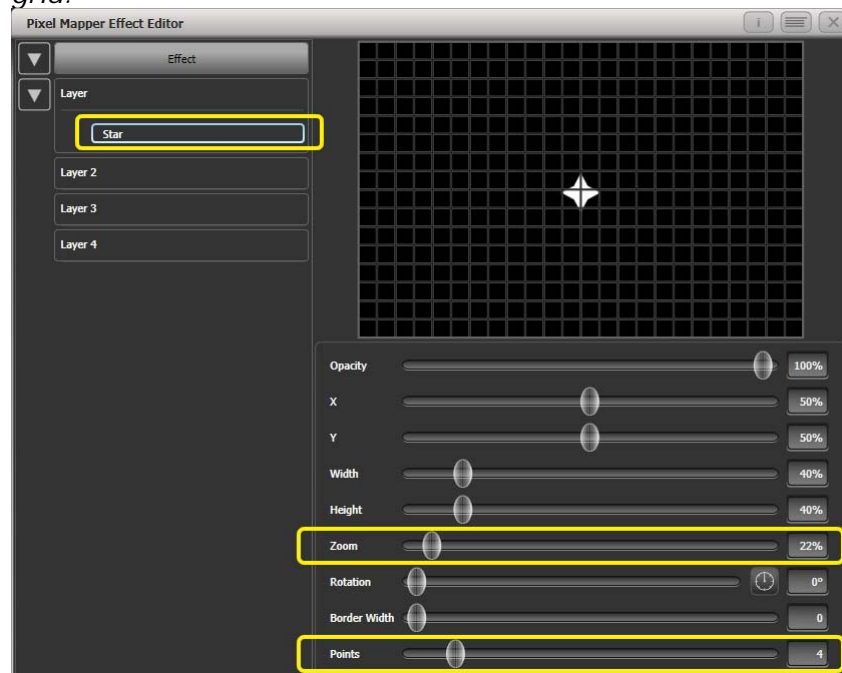 grid.
Pixel Mapper Effect Editor
i
Effect
Layer
Star
Layer 2
Layer 3
Layer 4
Opacity 100%
X 50%
Y 50%
Width 40%
Height 40%
Zoom 22%
Rotation 0°
Border Width 0
Points 4